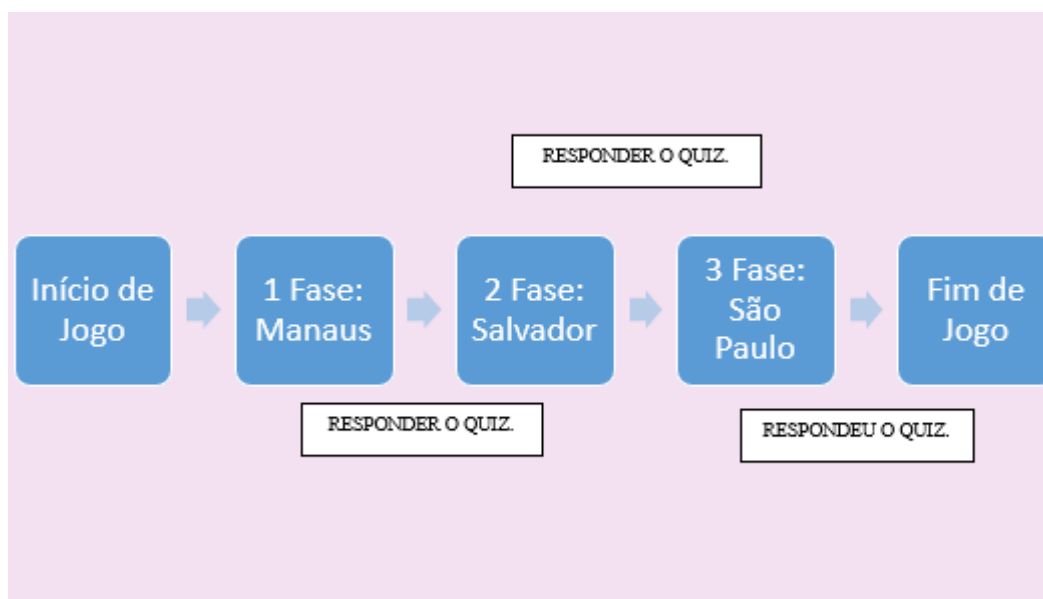 RESPONDER O QUIZ.
Início de
Jogo
1 Fase:
Manaus
2 Fase:
Salvador
3 Fase:
São
Paulo
Fim de
Jogo
RESPONDER O QUIZ.
RESPONDEU O QUIZ.